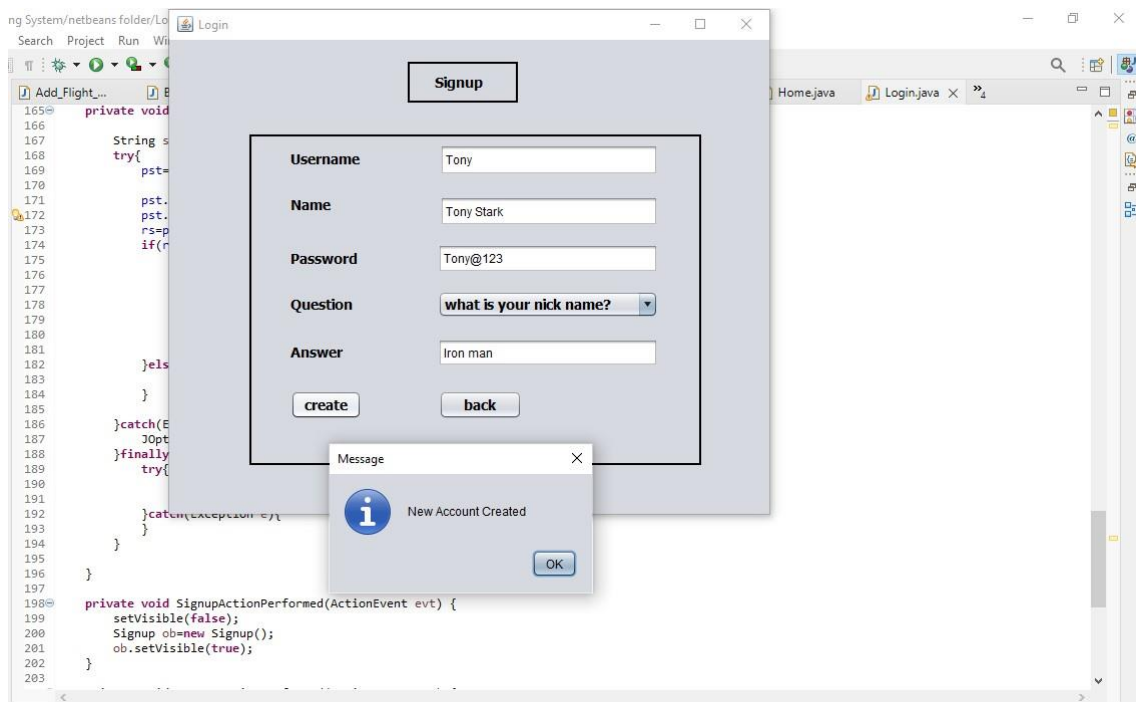 ng System/netbeans folder/Lo
Login
Search Project Run Wi
Signup
Add_Flight_...
Home.java
Login.java
4
Username Tony
Name Tony Stark
Password Tony@123
Question what is your nick name?
Answer Iron man
create back
Message
New Account Created
OK
165 private void
166
167 String s
168 try{
169 pst=
170
171 pst.
172 pst.
173 rs=p
174 if(r
175
176
177
178
179
180
181
182 }els
183
184 }
185
186 }catch(E
187 JOpt
188 }finally
189 try{
190
191
192 }catch(Exception e){
193 }
194 }
195
196 }
197
198 private void SignupActionPerformed(ActionEvent evt) {
199 setVisible(false);
200 Signup ob=new Signup();
201 ob.setVisible(true);
202 }
203